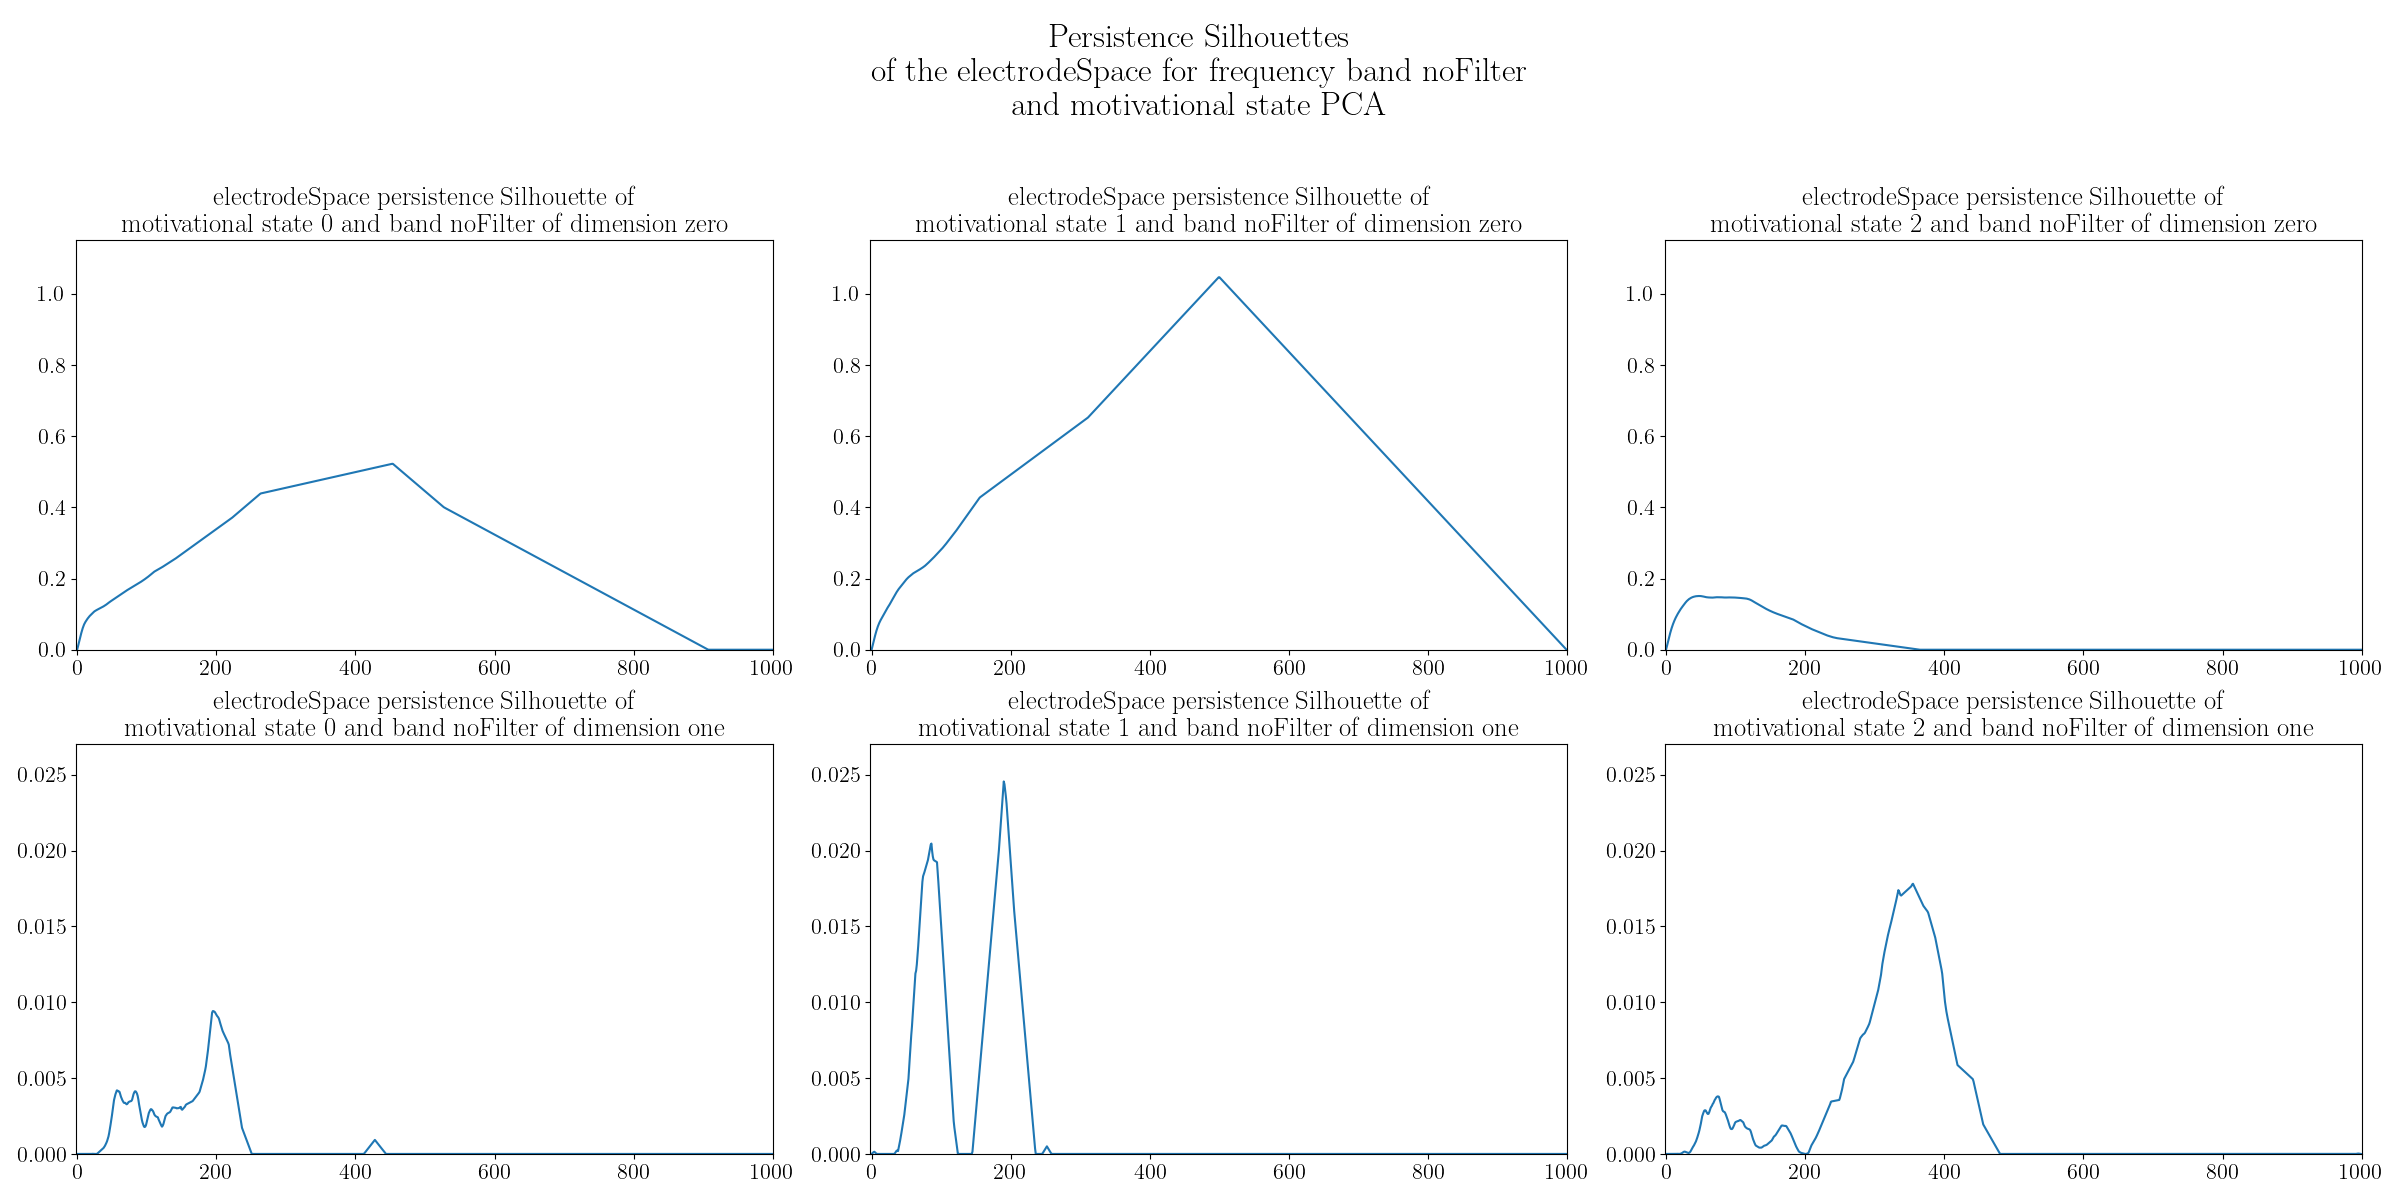 Persistence Silhouettes
of the electrodeSpace for frequency band noFilter
and motivational state PCA
electrodeSpace persistence Silhouette of
motivational state 0 and band noFilter of dimension zero
1.0
0.8
0.6
0.4
0.2
0.0
0 200 400 600 800 1000
electrodeSpace persistence Silhouette of
motivational state 1 and band noFilter of dimension zero
1.0
0.8
0.6
0.4
0.2
0.0
0 200 400 600 800 1000
electrodeSpace persistence Silhouette of
motivational state 2 and band noFilter of dimension zero
1.0
0.8
0.6
0.4
0.2
0.0
0 200 400 600 800 1000
electrodeSpace persistence Silhouette of
motivational state 0 and band noFilter of dimension one
0.025
0.020
0.015
0.010
0.005
0.000
0 200 400 600 800 1000
electrodeSpace persistence Silhouette of
motivational state 1 and band noFilter of dimension one
0.025
0.020
0.015
0.010
0.005
0.000
0 200 400 600 800 1000
electrodeSpace persistence Silhouette of
motivational state 2 and band noFilter of dimension one
0.025
0.020
0.015
0.010
0.005
0.000
0 200 400 600 800 1000